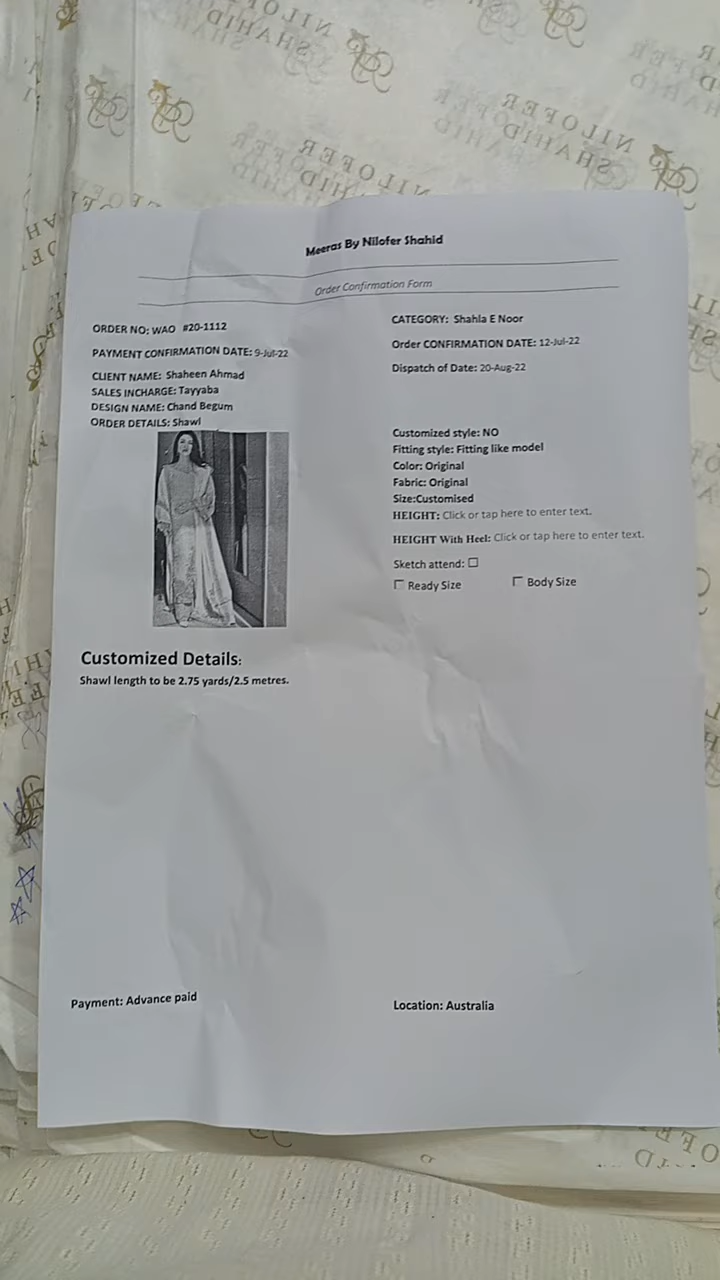 NILOFER
SHAHID
NILOFER
SHAHID
NILOFER
SHAHID
Meeras By Nilofer Shahid
Order Confirmation Form
ORDER NO: WAO #20-1112
PAYMENT CONFIRMATION DATE: 9-Jul-22
CLIENT NAME: Shaheen Ahmad
SALES INCHARGE: Tayyaba
DESIGN NAME: Chand Begum
ORDER DETAILS: Shawl
CATEGORY: Shahla E Noor
Order CONFIRMATION DATE: 12-Jul-22
Dispatch of Date: 20-Aug-22
Customized style: NO
Fitting style: Fitting like model
Color: Original
Fabric: Original
Size:Customised
HEIGHT: Click or tap here to enter text.
HEIGHT With Heel: Click or tap here to enter text.
Sketch attend: ☐
☐ Ready Size ☐ Body Size
Customized Details:
Shawl length to be 2.75 yards/2.5 metres.
Payment: Advance paid
Location: Australia